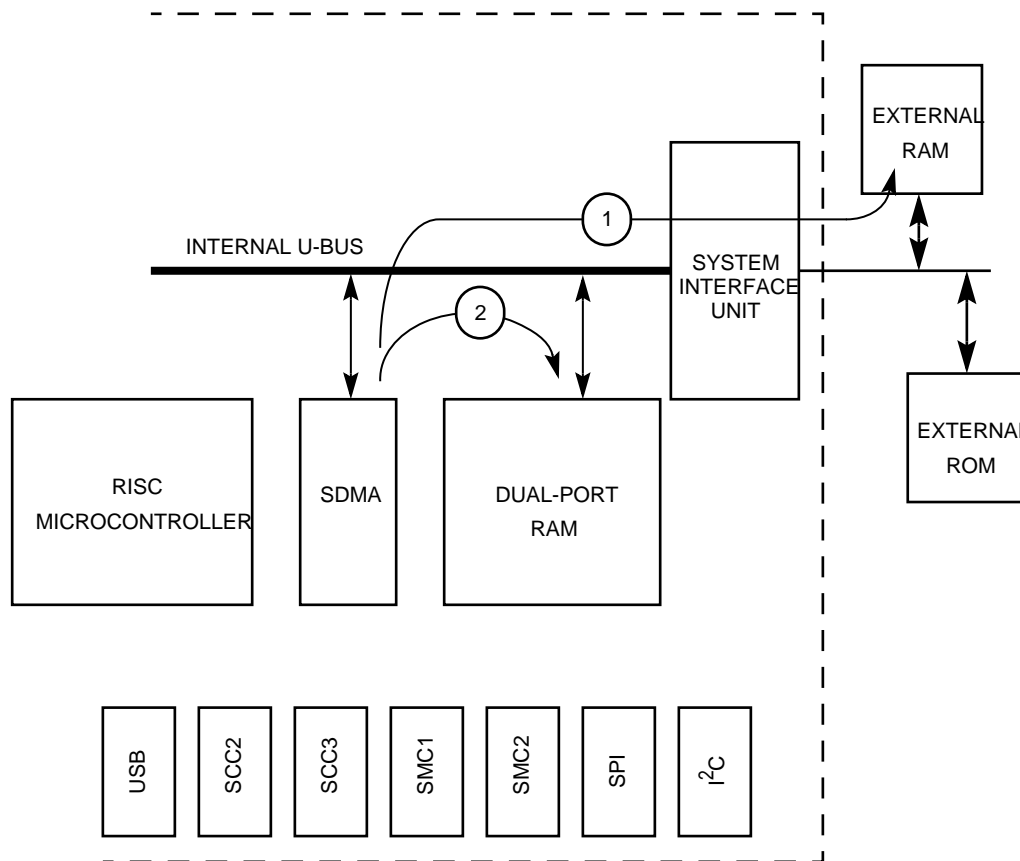 EXTERNAL
RAM
1
INTERNAL U-BUS
SYSTEM
INTERFACE
UNIT
2
RISC
MICROCONTROLLER
SDMA
DUAL-PORT
RAM
EXTERNAL
ROM
USB
SCC2
SCC3
SMC1
SMC2
SPI
I²C